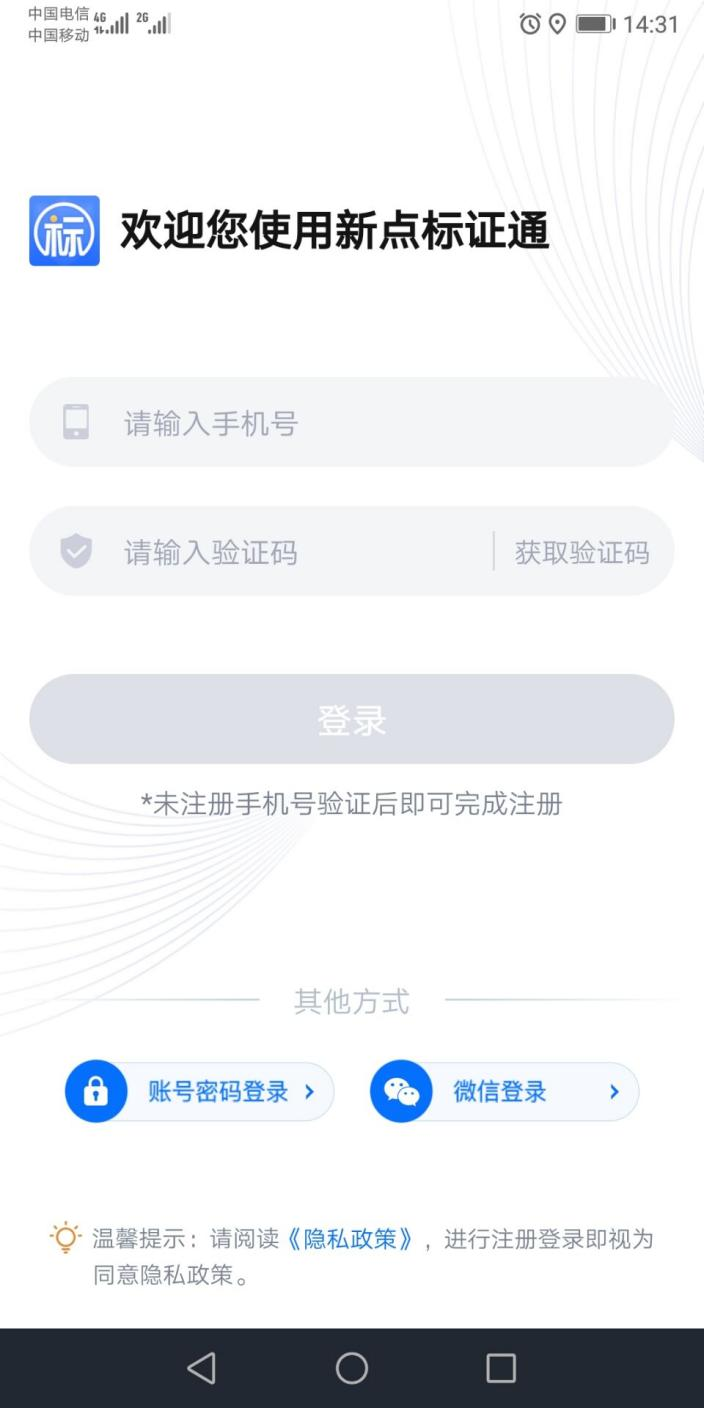 中国电信 4G 2G 14:31
中国移动
标 欢迎您使用新点标证通
请输入手机号
请输入验证码 获取验证码
登录
*未注册手机号验证后即可完成注册
其他方式
账号密码登录 微信登录
温馨提示：请阅读《隐私政策》，进行注册登录即视为
同意隐私政策。